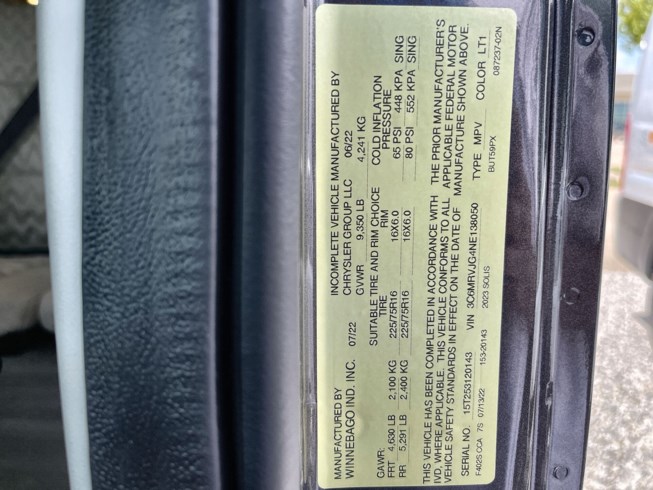 MANUFACTURED BY INCOMPLETE VEHICLE MANUFACTURED BY
WINNEBAGO IND. INC. 07/22 CHRYSLER GROUP LLC 06/22
GVWR 9,350 LB 4,241 KG
GAWR: SUITABLE TIRE AND RIM CHOICE COLD INFLATION
TIRE RIM PRESSURE
FRT 4,630 LB 2,100 KG 225/75R16 16X6.0 65 PSI 448 KPA SING
RR 5,291 LB 2,400 KG 225/75R16 16X6.0 80 PSI 552 KPA SING
THIS VEHICLE HAS BEEN COMPLETED IN ACCORDANCE WITH THE PRIOR MANUFACTURER'S
IVD, WHERE APPLICABLE. THIS VEHICLE CONFORMS TO ALL APPLICABLE FEDERAL MOTOR
VEHICLE SAFETY STANDARDS IN EFFECT ON THE DATE OF MANUFACTURE SHOWN ABOVE.
SERIAL NO. 15T253120143 VIN 3C6MRVJG4NE138050 TYPE MPV COLOR LT1
F402S.CCA 7S 07/13/22 153-20143 2023 SOLIS BUT59PX 087237-02N